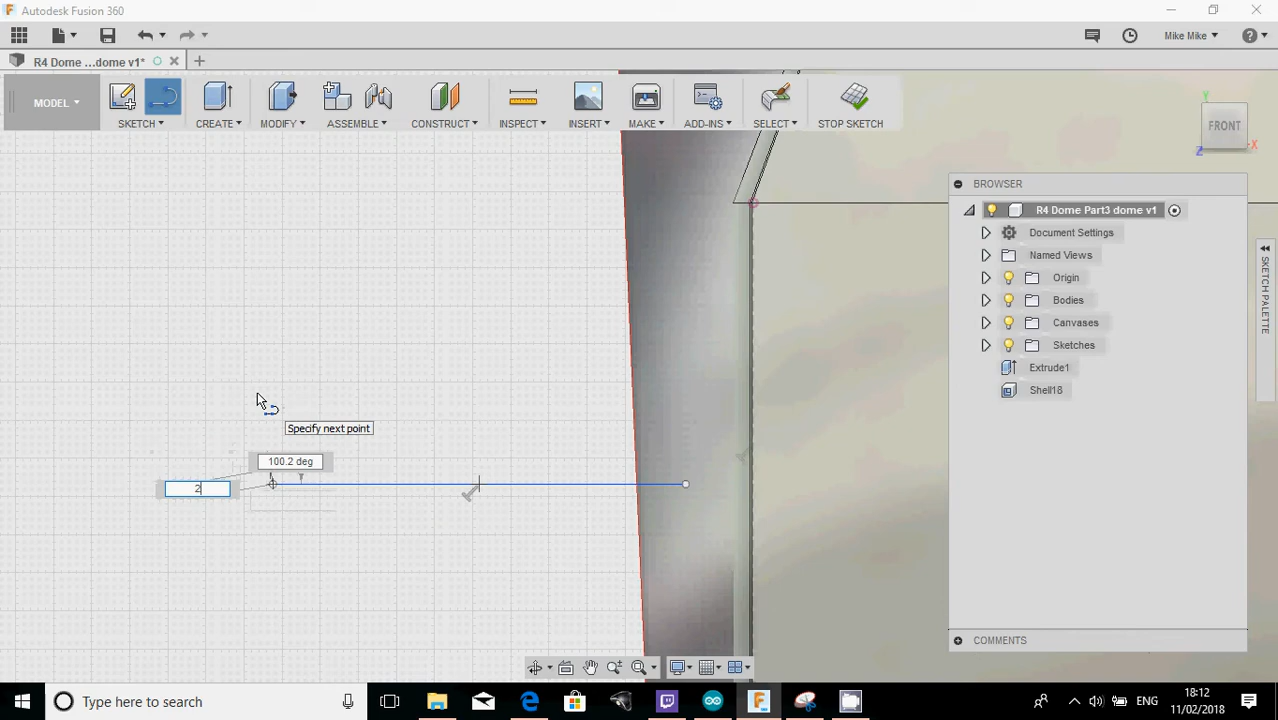 Autodesk Fusion 360
Mike Mike
R4 Dome ...dome v1*
MODEL
SKETCH
CREATE
MODIFY
ASSEMBLE
CONSTRUCT
INSPECT
INSERT
MAKE
ADD-INS
SELECT
STOP SKETCH
Y
FRONT
Z
X
BROWSER
R4 Dome Part3 dome v1
Document Settings
Named Views
Origin
Bodies
Canvases
Sketches
Extrude1
Shell18
SKETCH PALETTE
Specify next point
100.2 deg
2
COMMENTS
Type here to search
ENG
18:12
11/02/2018